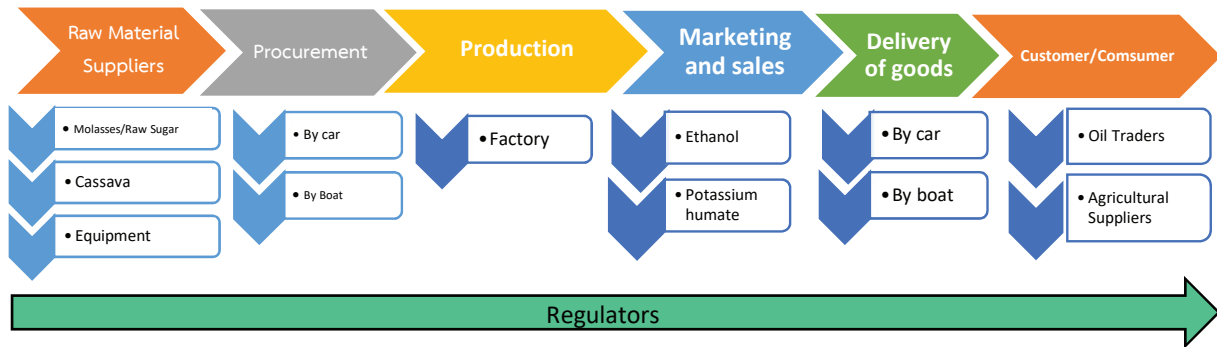 Raw Material
Suppliers
Procurement
Production
Marketing
and sales
Delivery
of goods
Customer/Comsumer
• Molasses/Raw Sugar
• Cassava
• Equipment
• By car
• By Boat
• Factory
• Ethanol
• Potassium
humate
• By car
• By boat
• Oil Traders
• Agricultural
Suppliers
Regulators